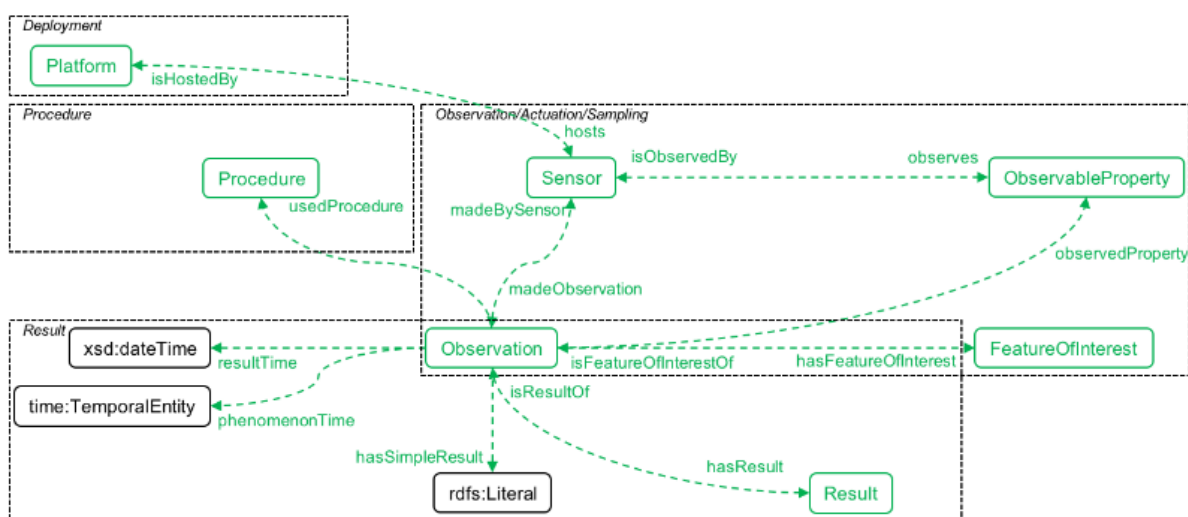 Deployment
Platform
isHostedBy
Procedure
Observation/Actuation/Sampling
hosts
isObservedBy
observes
Procedure
Sensor
ObservableProperty
usedProcedure
madeBySensor
observedProperty
madeObservation
Result
xsd:dateTime
Observation
FeatureOfInterest
resultTime
isFeatureOfInterestOf
hasFeatureOfInterest
isResultOf
time:TemporalEntity
phenomenonTime
hasSimpleResult
hasResult
rdfs:Literal
Result